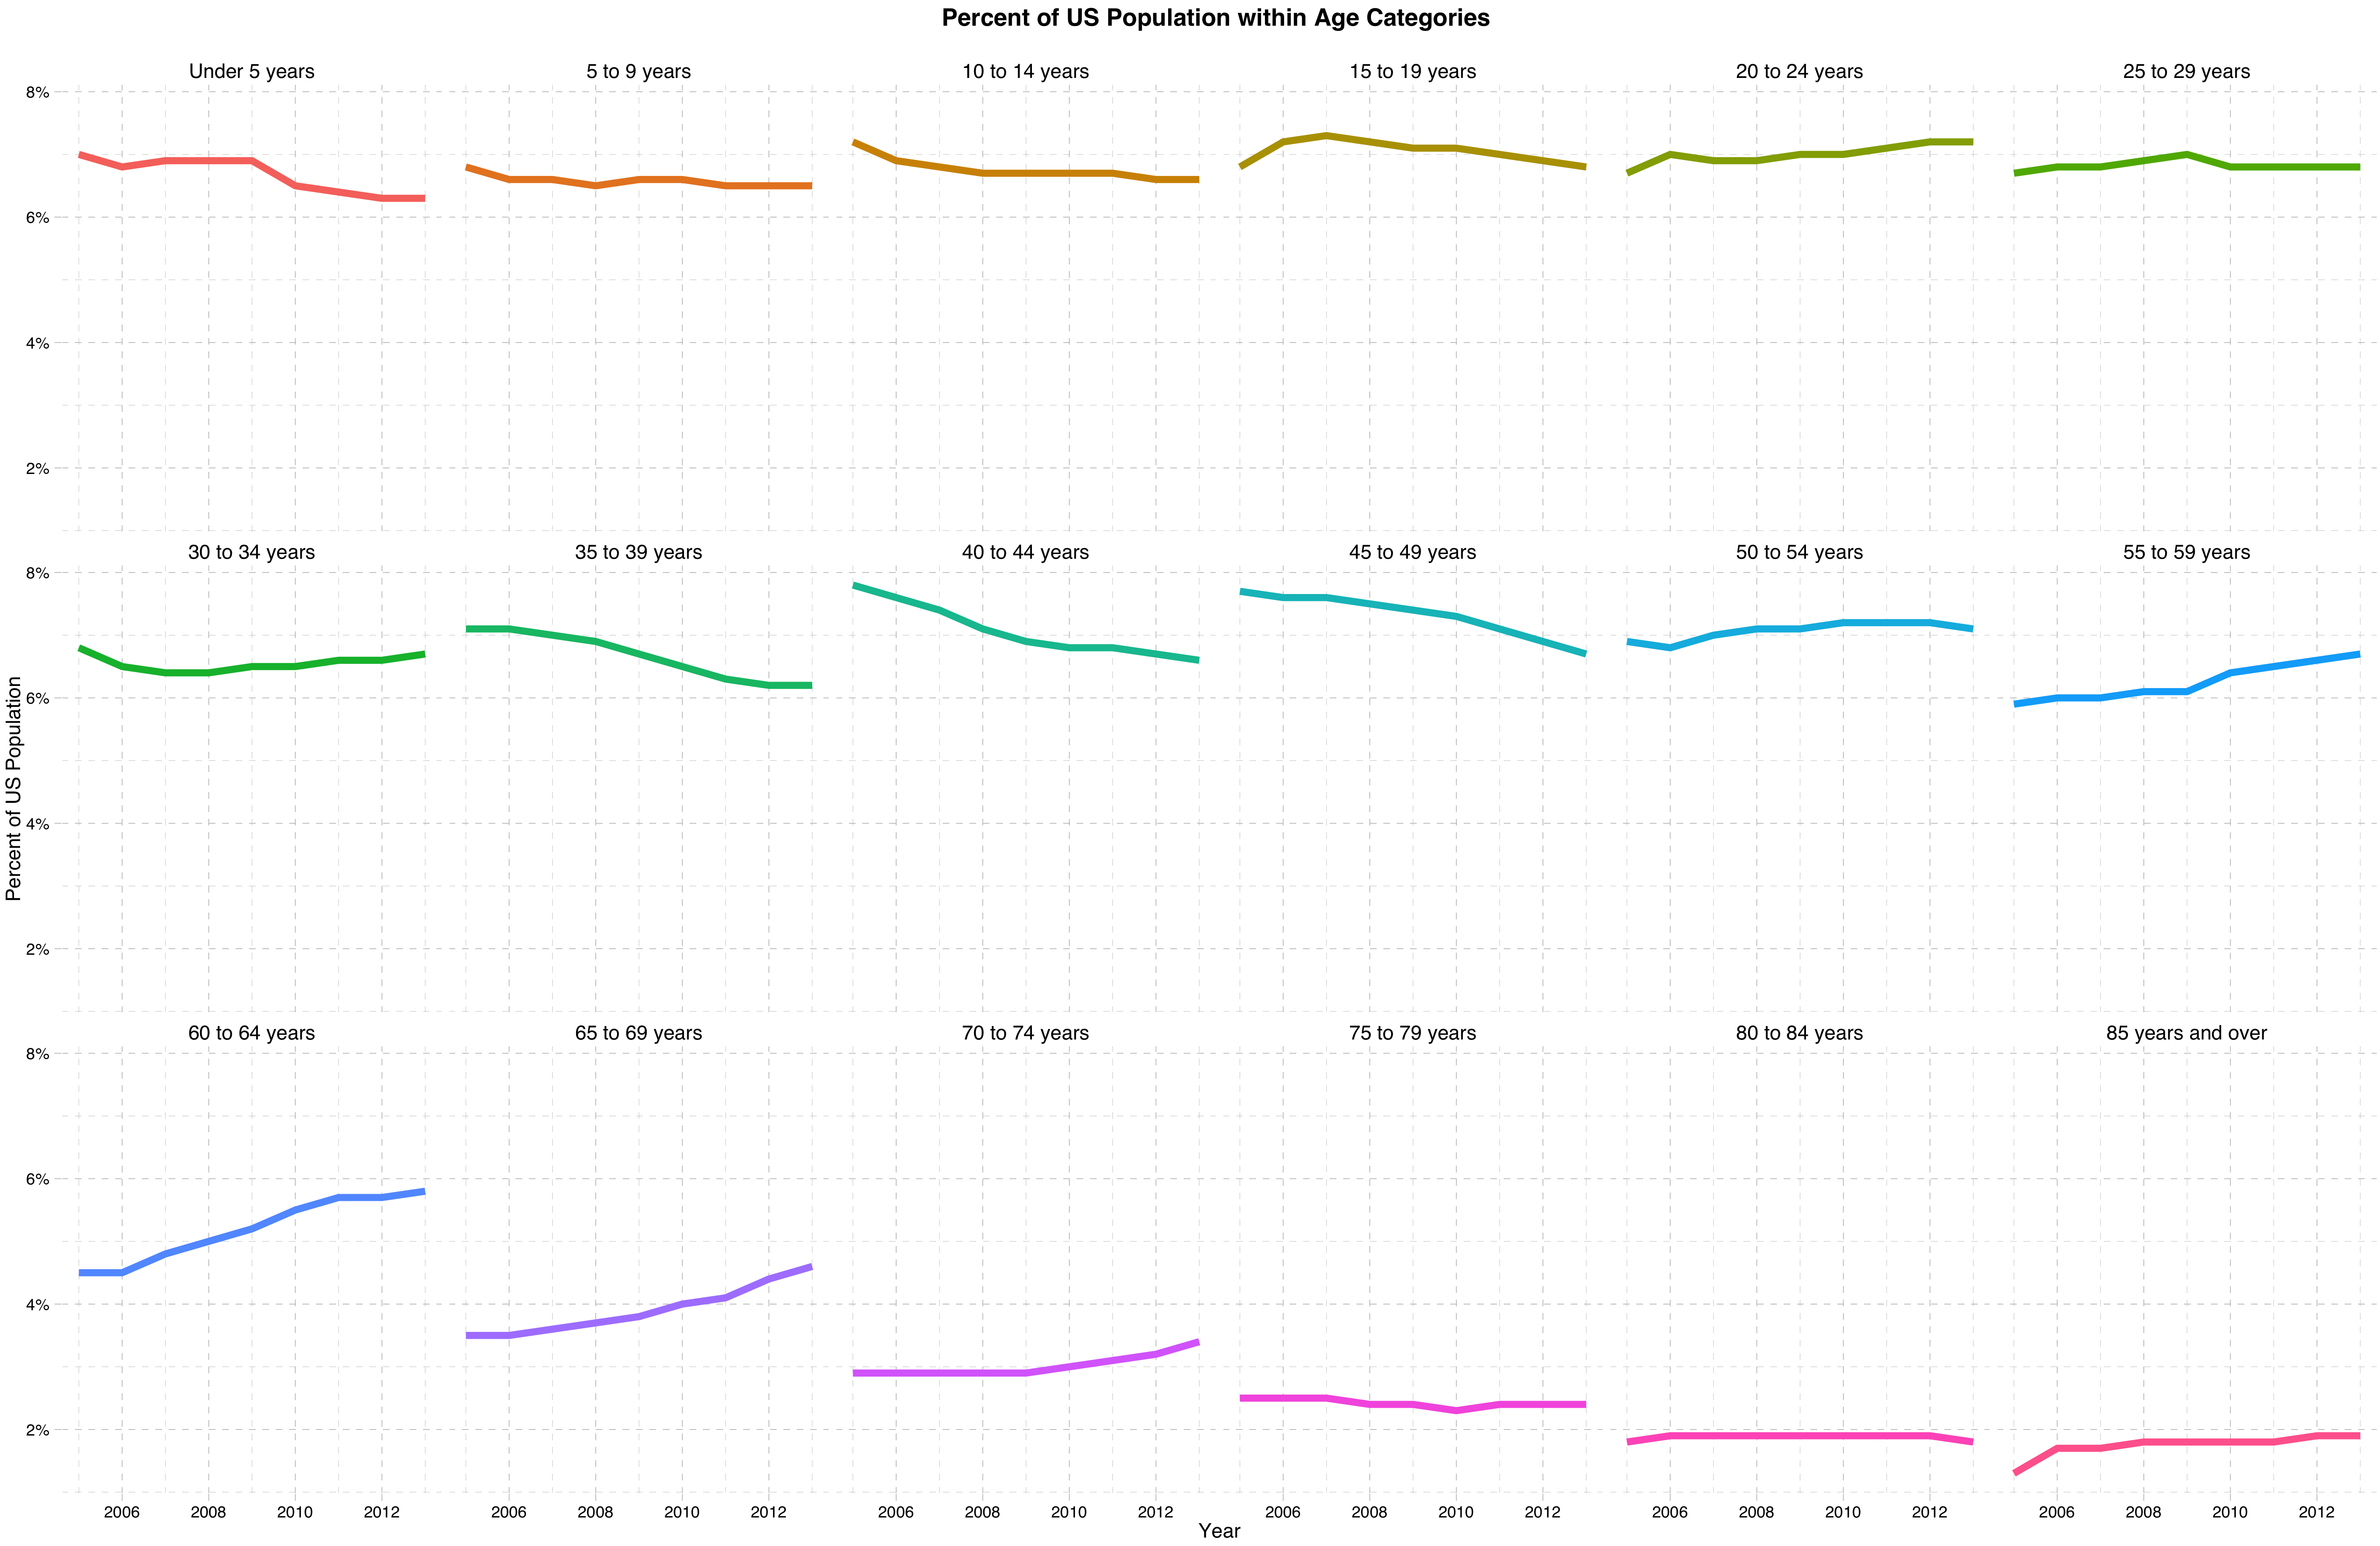 Percent of US Population within Age Categories
Under 5 years
5 to 9 years
10 to 14 years
15 to 19 years
20 to 24 years
25 to 29 years
8%
6%
4%
2%
30 to 34 years
35 to 39 years
40 to 44 years
45 to 49 years
50 to 54 years
55 to 59 years
8%
6%
4%
2%
Percent of US Population
60 to 64 years
65 to 69 years
70 to 74 years
75 to 79 years
80 to 84 years
85 years and over
8%
6%
4%
2%
2006 2008 2010 2012
2006 2008 2010 2012
2006 2008 2010 2012
2006 2008 2010 2012
2006 2008 2010 2012
2006 2008 2010 2012
Year